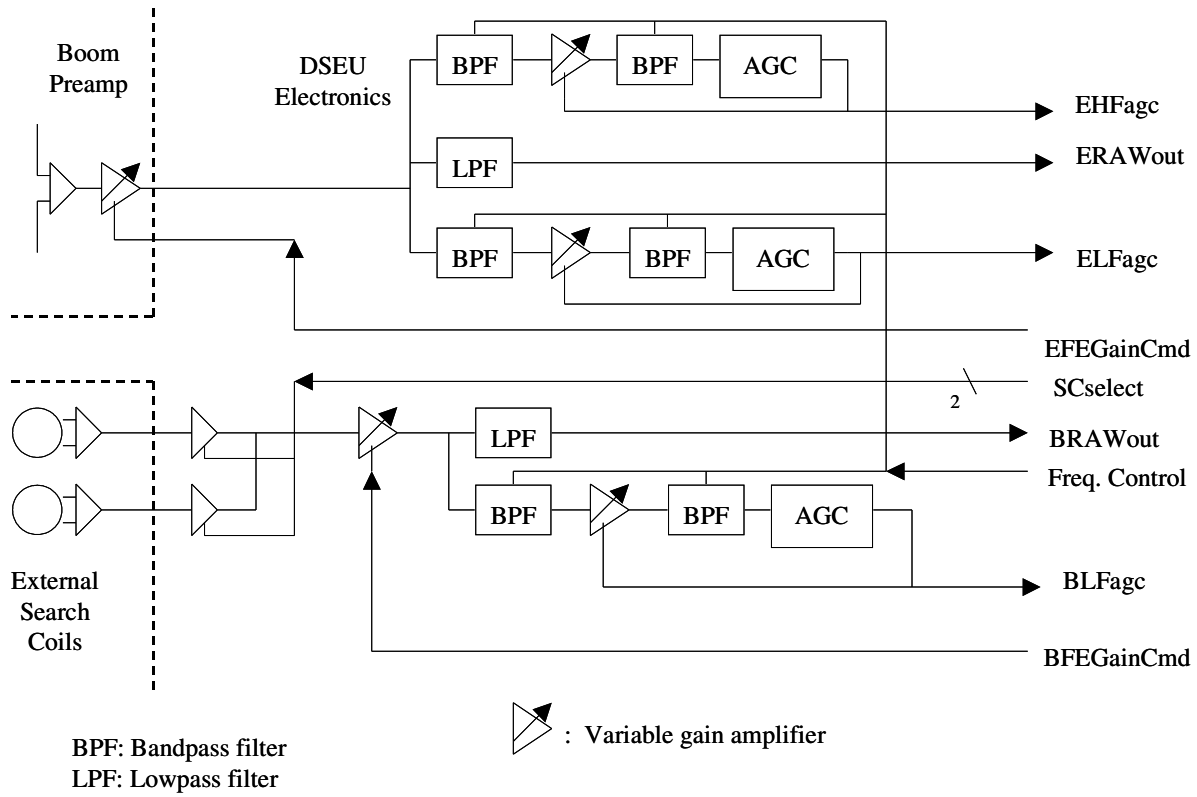 Boom
Preamp
DSEU
Electronics
BPF
BPF
AGC
EHFagc
LPF
ERAWout
BPF
BPF
AGC
ELFagc
EFEGainCmd
2
SCselect
LPF
BRAWout
Freq. Control
BPF
BPF
AGC
External
Search
Coils
BLFagc
BFEGainCmd
: Variable gain amplifier
BPF: Bandpass filter
LPF: Lowpass filter